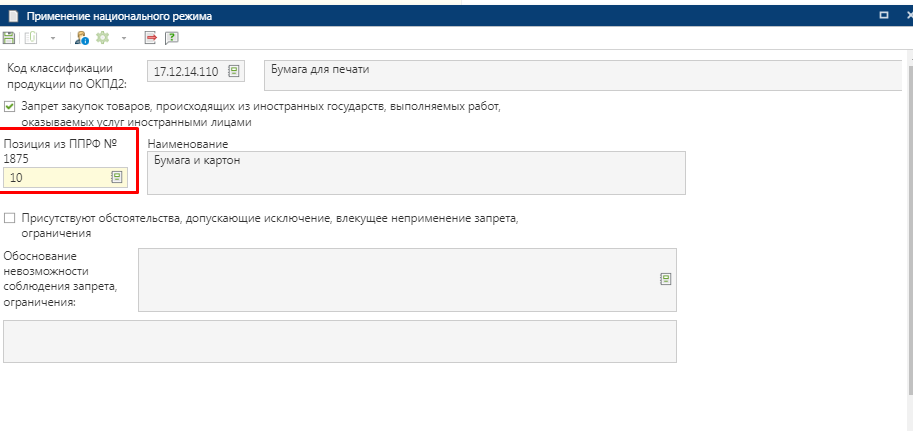 Применение национального режима
Код классификации
продукции по ОКПД2:
17.12.14.110
Бумага для печати
Запрет закупок товаров, происходящих из иностранных государств, выполняемых работ,
оказываемых услуг иностранными лицами
Позиция из ППРФ №
1875
10
Наименование
Бумага и картон
Присутствуют обстоятельства, допускающие исключение, влекущее неприменение запрета,
ограничения
Обоснование
невозможности
соблюдения запрета,
ограничения: